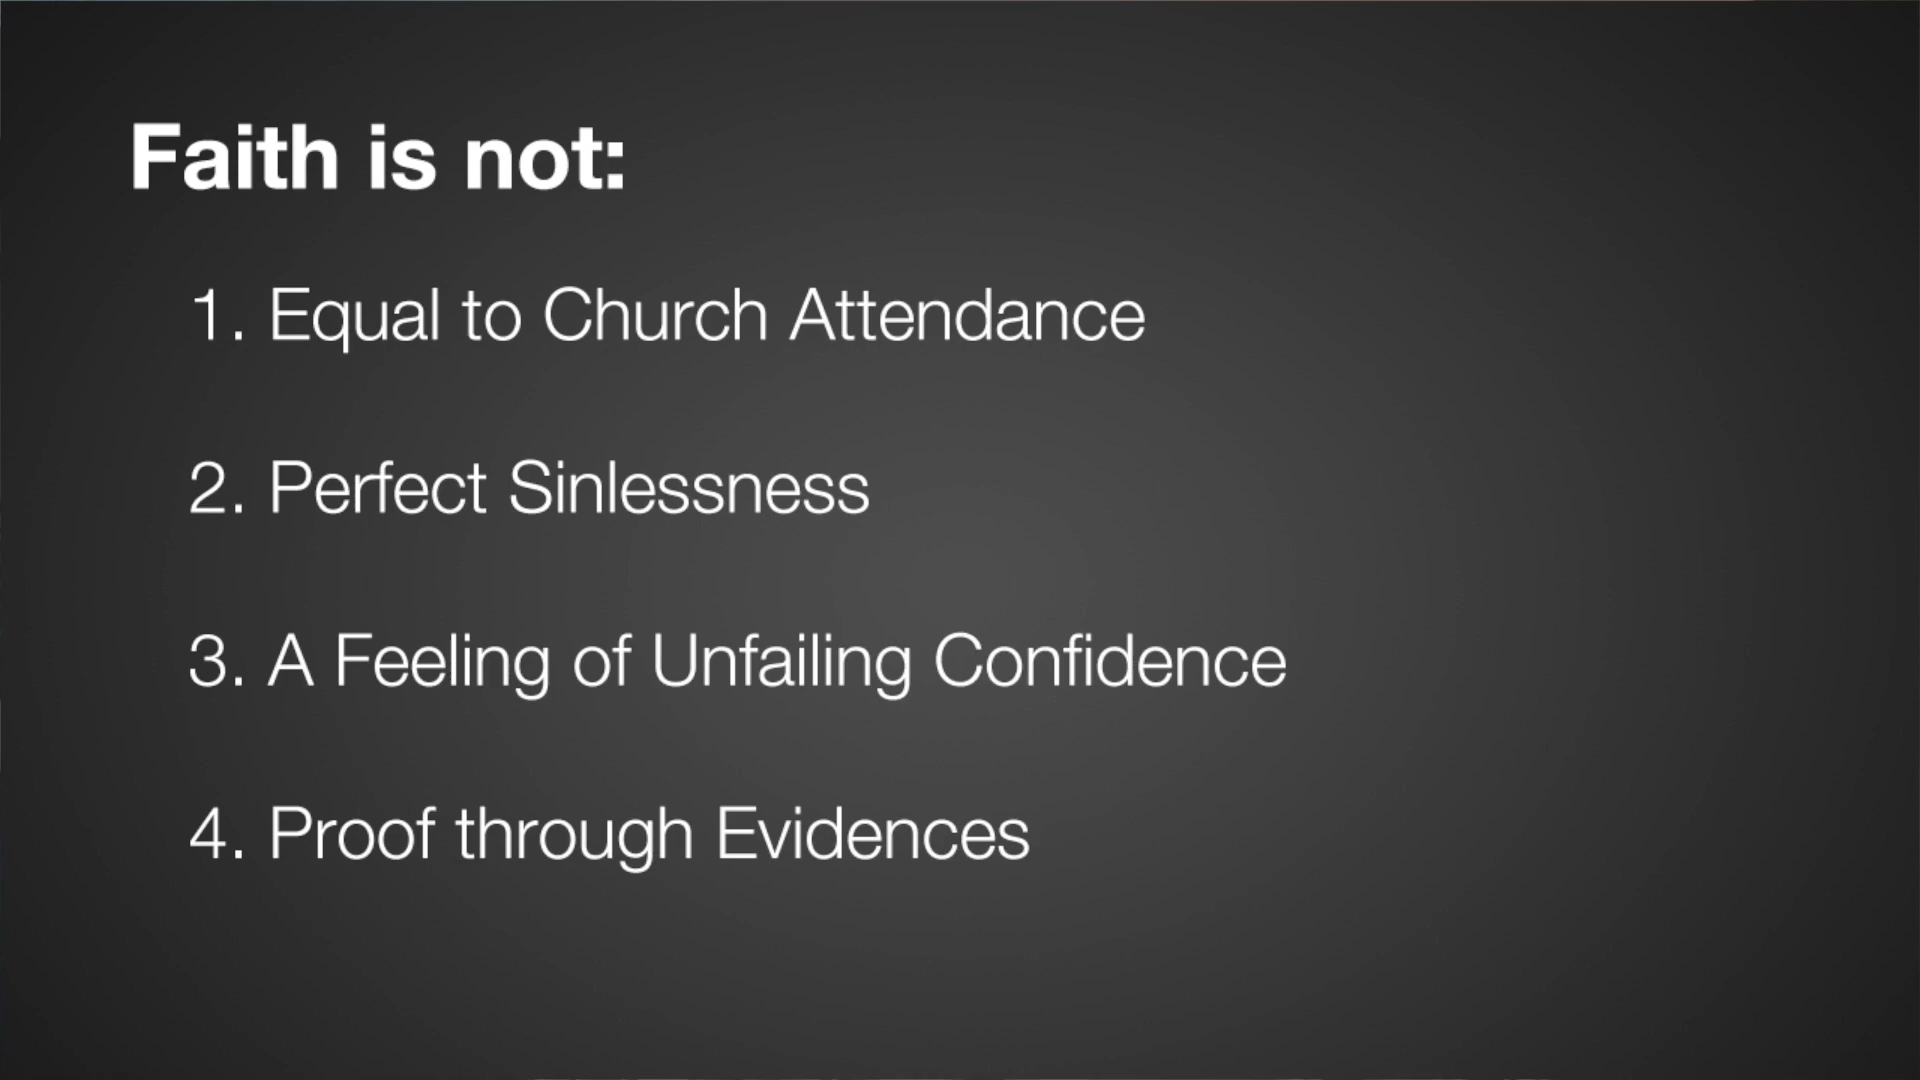 Faith is not:
1. Equal to Church Attendance
2. Perfect Sinlessness
3. A Feeling of Unfailing Confidence
4. Proof through Evidences